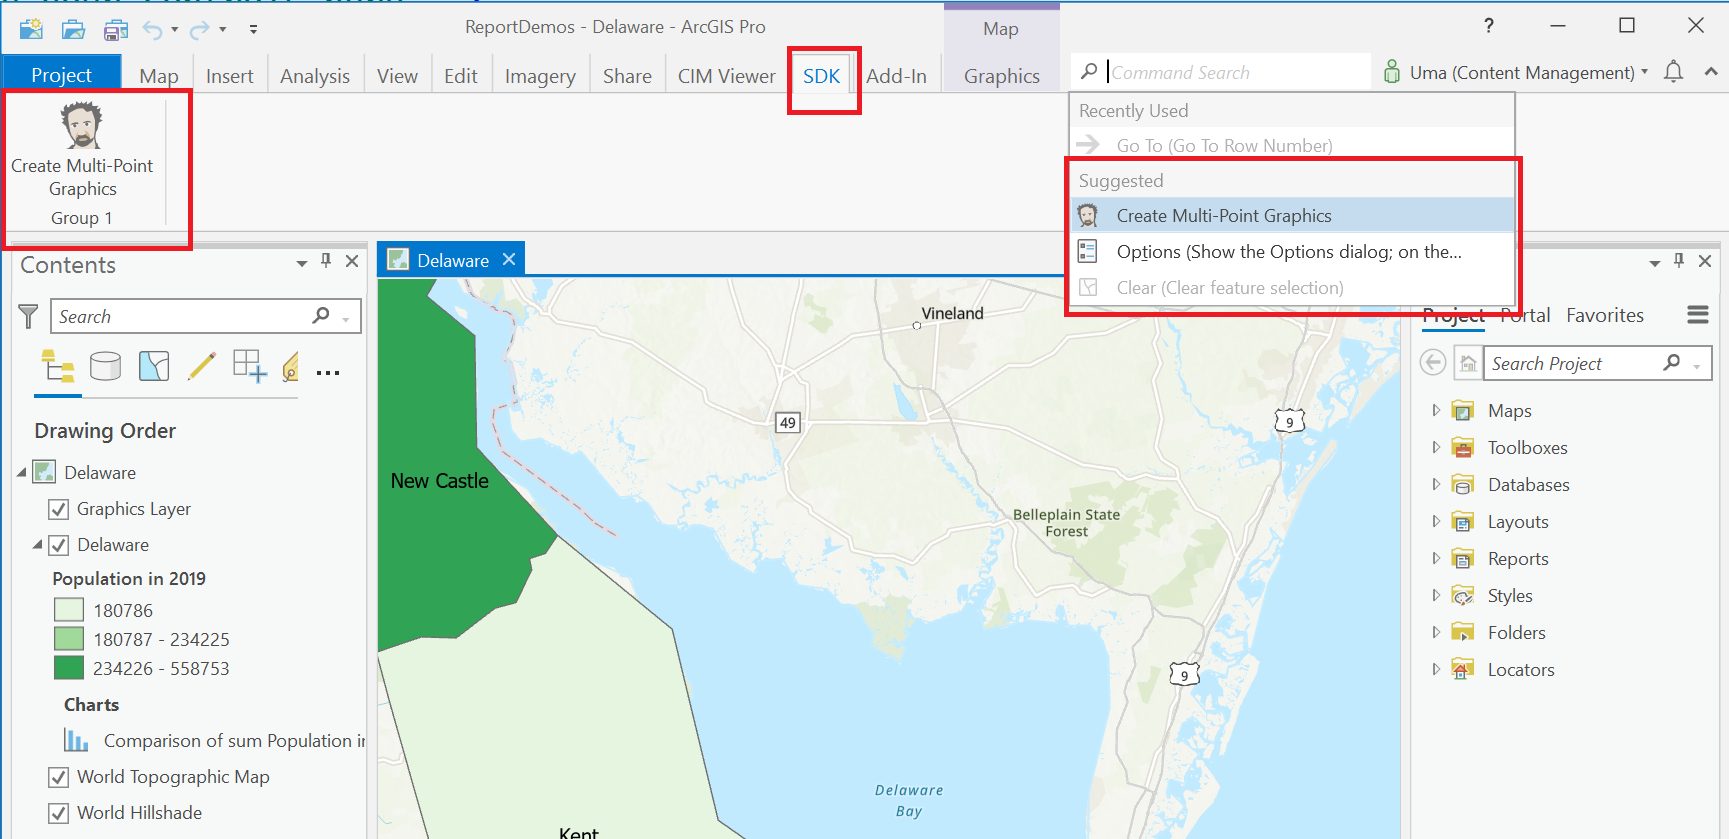 ReportDemos - Delaware - ArcGIS Pro
Map
?
Project
Map
Insert
Analysis
View
Edit
Imagery
Share
CIM Viewer
SDK
Add-In
Graphics
Command Search
Uma (Content Management)
Recently Used
Go To (Go To Row Number)
Suggested
Create Multi-Point Graphics
Options (Show the Options dialog; on the...
Clear (Clear feature selection)
Create Multi-Point
Graphics
Group 1
Contents
Search
Drawing Order
Delaware
Graphics Layer
Delaware
Population in 2019
180786
180787 - 234225
234226 - 558753
Charts
Comparison of sum Population in
World Topographic Map
World Hillshade
Delaware
Vineland
49
9
New Castle
Belleplain State
Forest
9
Delaware
Bay
Kent
Project
Portal
Favorites
Search Project
Maps
Toolboxes
Databases
Layouts
Reports
Styles
Folders
Locators